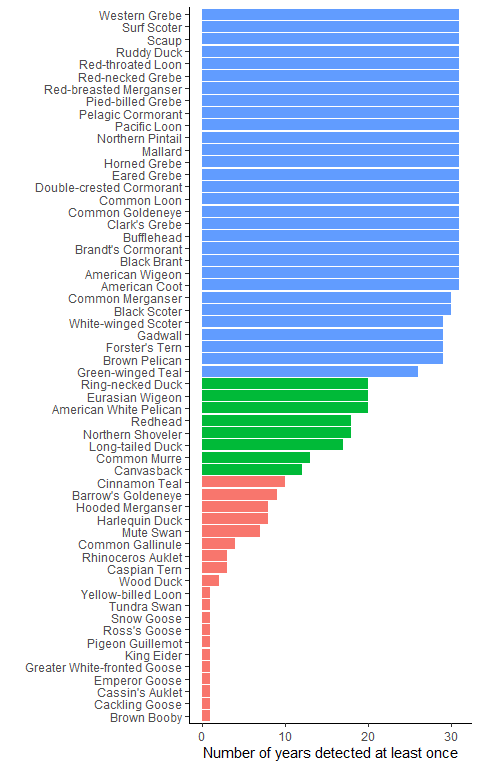 Western Grebe
Surf Scoter
Scaup
Ruddy Duck
Red-throated Loon
Red-necked Grebe
Red-breasted Merganser
Pied-billed Grebe
Pelagic Cormorant
Pacific Loon
Northern Pintail
Mallard
Horned Grebe
Eared Grebe
Double-crested Cormorant
Common Loon
Common Goldeneye
Clark's Grebe
Bufflehead
Brandt's Cormorant
Black Brant
American Wigeon
American Coot
Common Merganser
Black Scoter
White-winged Scoter
Gadwall
Forster's Tern
Brown Pelican
Green-winged Teal
Ring-necked Duck
Eurasian Wigeon
American White Pelican
Redhead
Northern Shoveler
Long-tailed Duck
Common Murre
Canvasback
Cinnamon Teal
Barrow's Goldeneye
Hooded Merganser
Harlequin Duck
Mute Swan
Common Gallinule
Rhinoceros Auklet
Caspian Tern
Wood Duck
Yellow-billed Loon
Tundra Swan
Snow Goose
Ross's Goose
Pigeon Guillemot
King Eider
Greater White-fronted Goose
Emperor Goose
Cassin's Auklet
Cackling Goose
Brown Booby
0 10 20 30
Number of years detected at least once